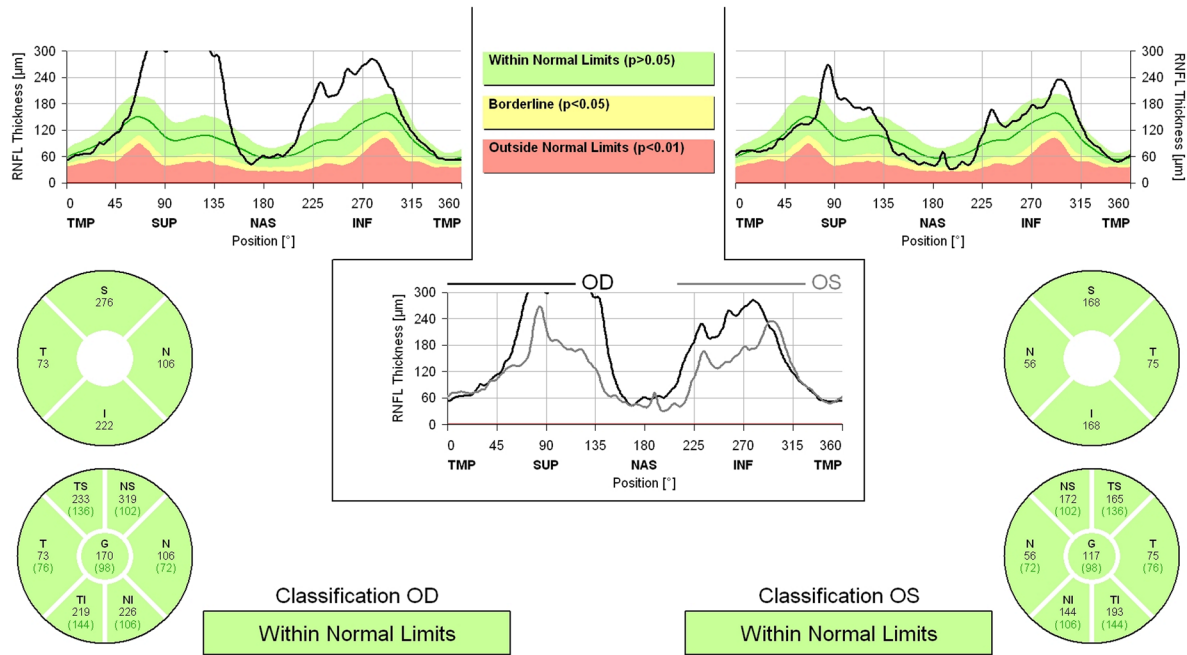 300
240
180
120
60
0
RNFL Thickness [µm]
0 45 90 135 180 225 270 315 360
TMP SUP NAS INF TMP
Position [°]
Within Normal Limits (p>0.05)
Borderline (p<0.05)
Outside Normal Limits (p<0.01)
300
240
180
120
60
0
RNFL Thickness [µm]
0 45 90 135 180 225 270 315 360
TMP SUP NAS INF TMP
Position [°]
S
276
T
73
N
106
I
222
OD OS
300
240
180
120
60
0
RNFL Thickness [µm]
0 45 90 135 180 225 270 315 360
TMP SUP NAS INF TMP
Position [°]
S
168
N
56
T
75
I
168
TS
233
(136)
NS
319
(102)
T
73
(76)
G
170
(98)
N
106
(72)
TI
219
(144)
NI
226
(106)
Classification OD
Within Normal Limits
Classification OS
Within Normal Limits
NS
172
(102)
TS
165
(136)
N
56
(72)
G
117
(98)
T
75
(76)
NI
144
(106)
TI
193
(144)